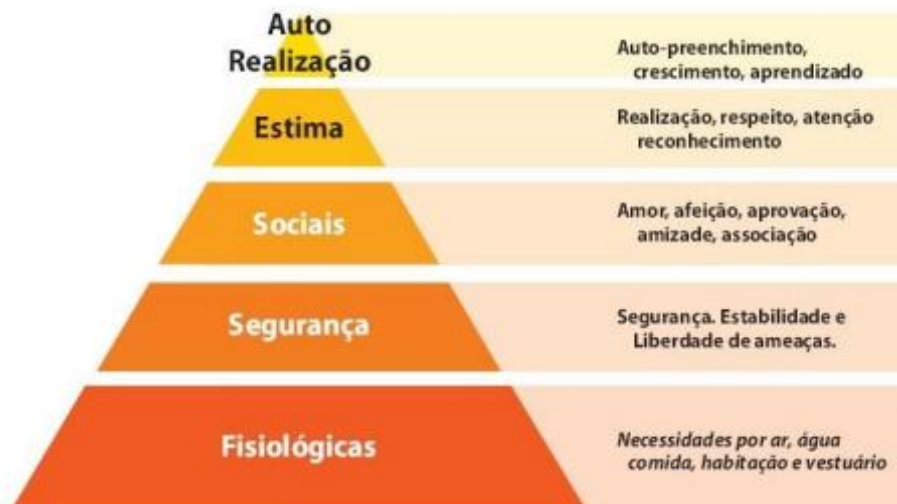 Auto
Realização
Auto-preenchimento,
crescimento, aprendizado
Estima
Realização, respeito, atenção
reconhecimento
Sociais
Amor, afeição, aprovação,
amizade, associação
Segurança
Segurança. Estabilidade e
Liberdade de ameaças.
Fisiológicas
Necessidades por ar, água
comida, habitação e vestuário